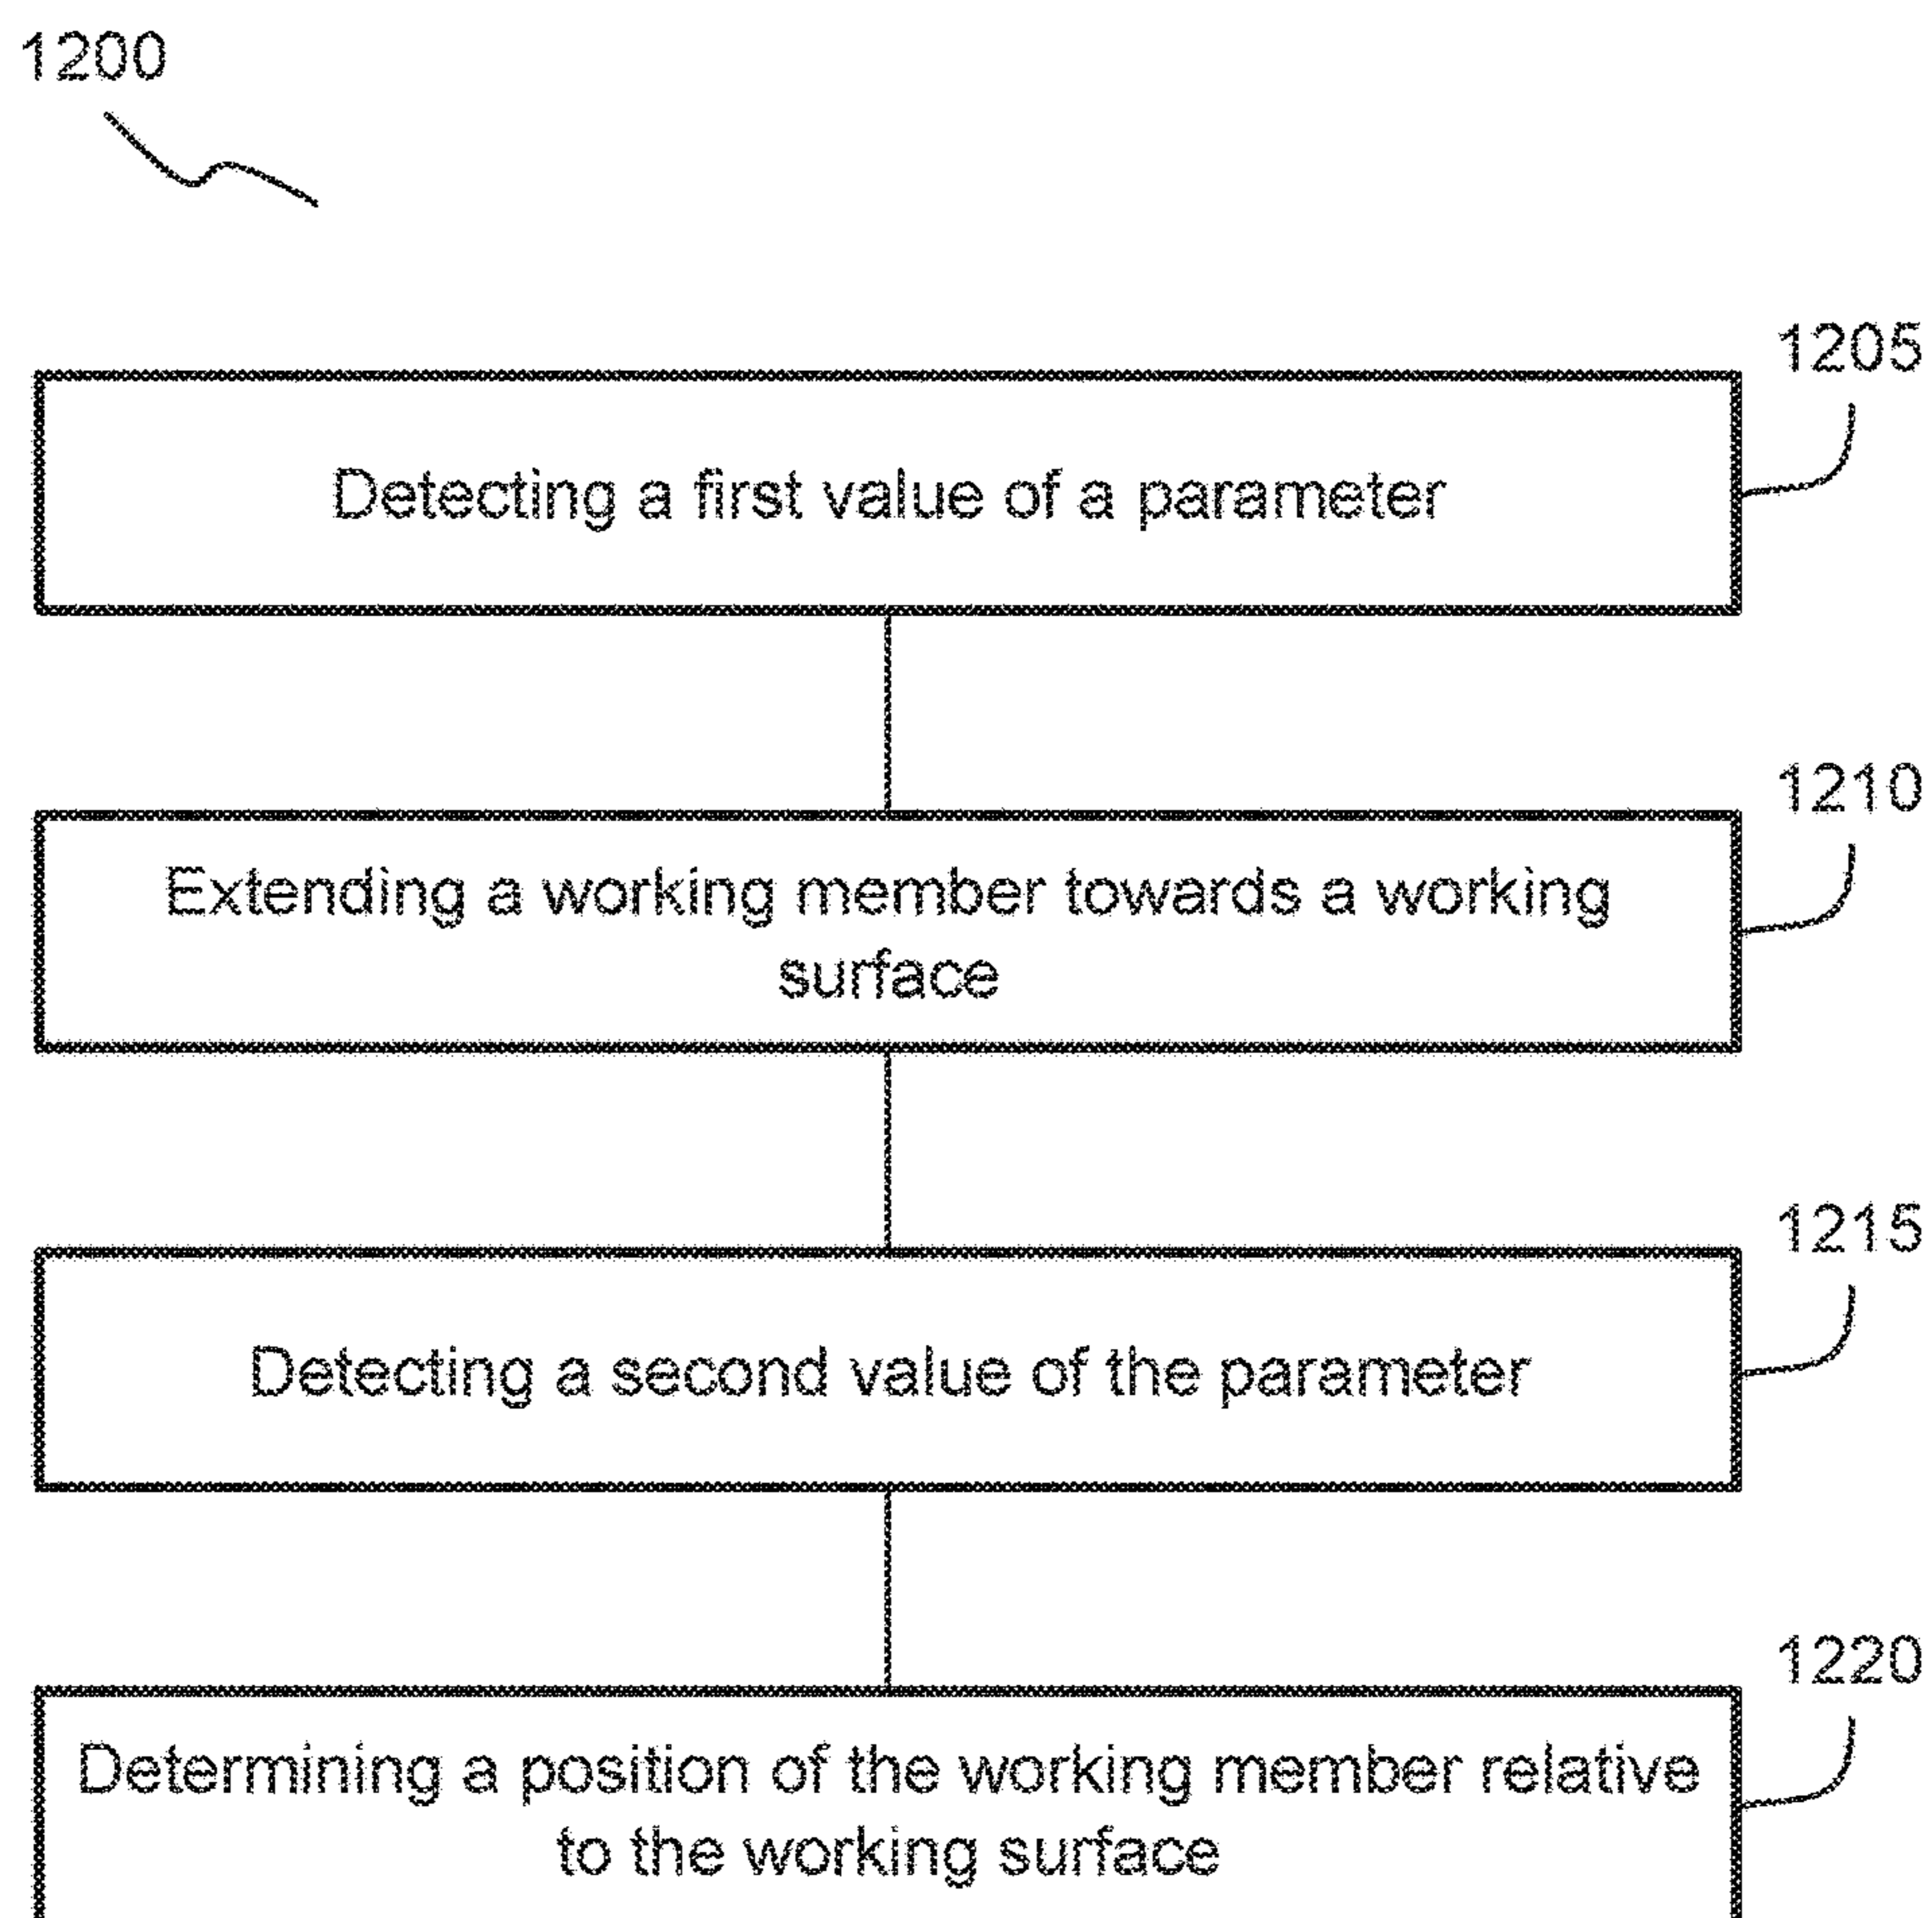 1200
1205
Detecting a first value of a parameter
1210
Extending a working member towards a working
surface
1215
Detecting a second value of the parameter
1220
Determining a position of the working member relative
to the working surface